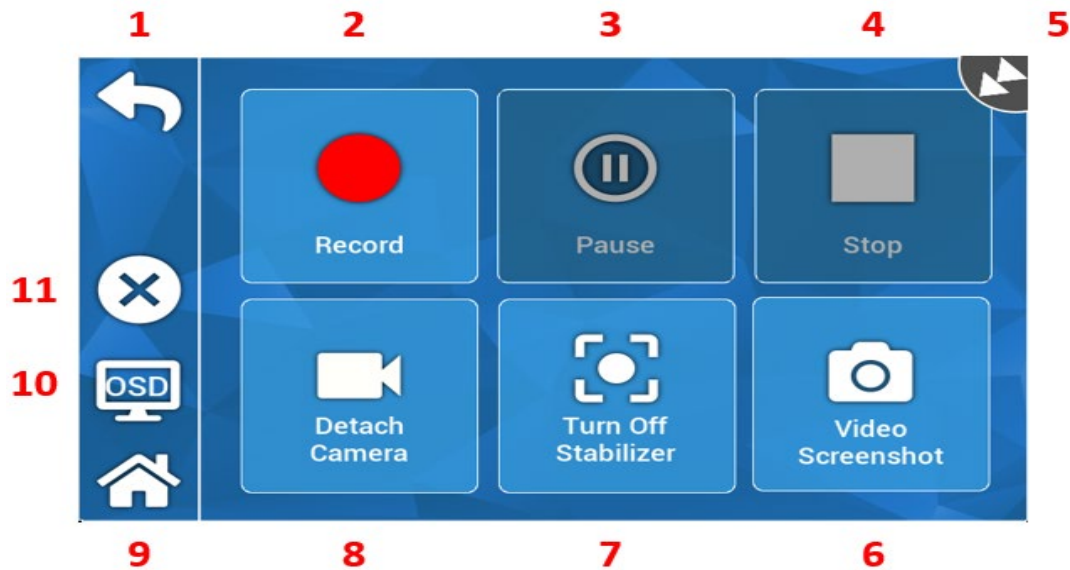 1 2 3 4 5
Record Pause Stop
11
10 OSD
Detach Turn Off Video
Camera Stabilizer Screenshot
9 8 7 6